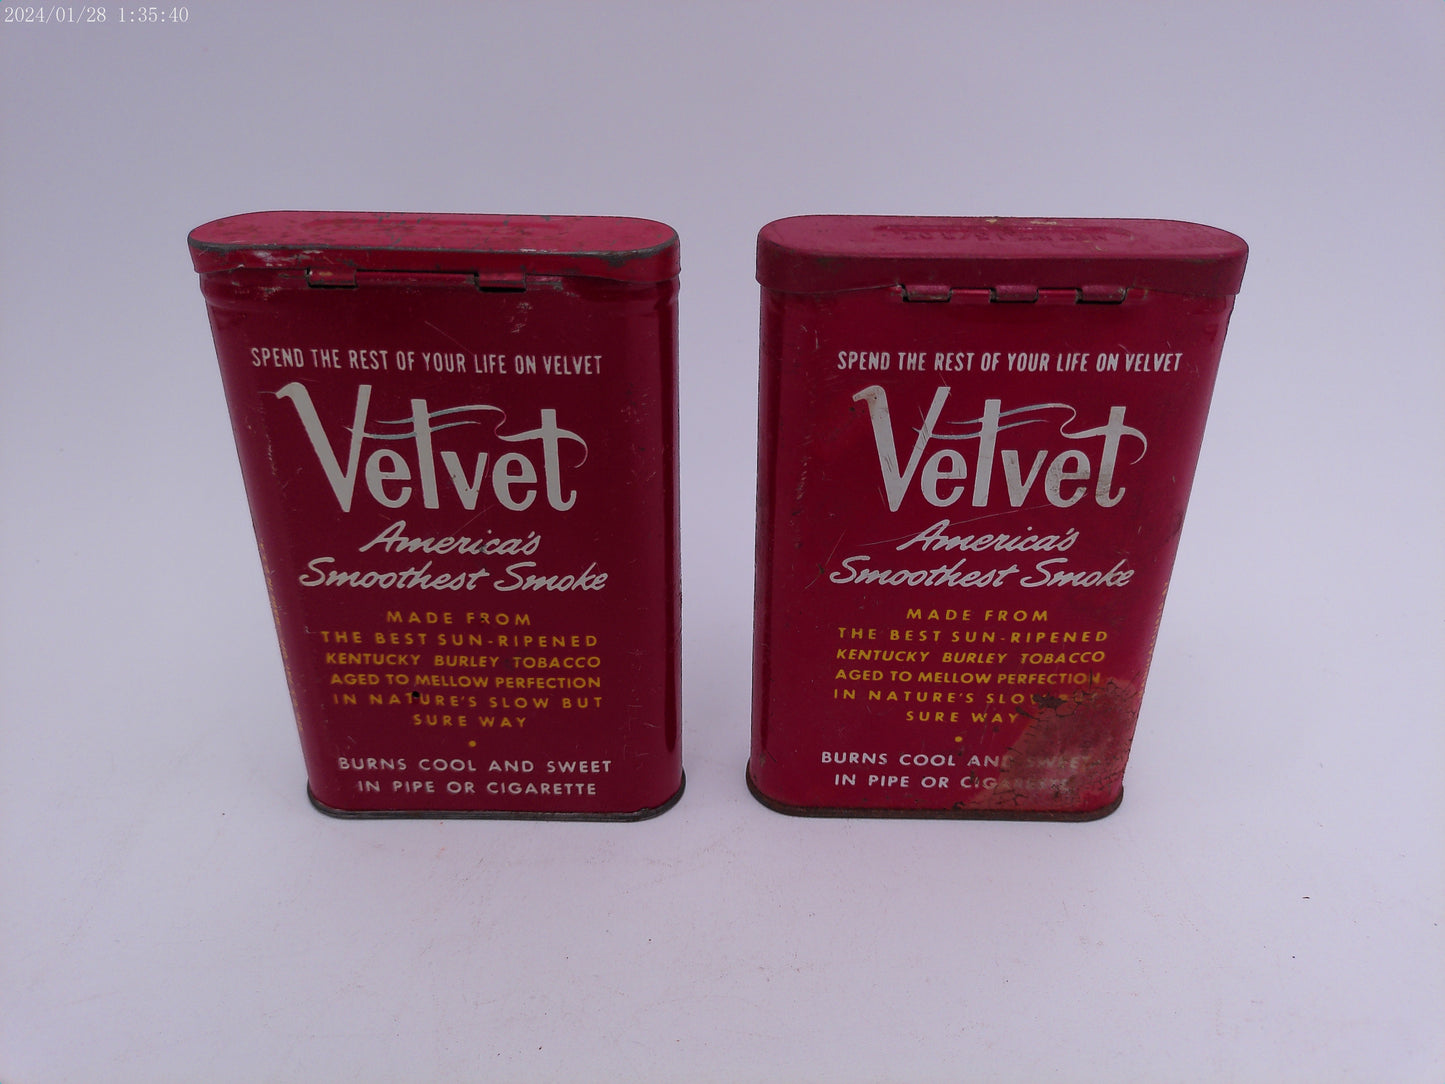 2024/01/28 1:35:40
SPEND THE REST OF YOUR LIFE ON VELVET
Velvet
America's
Smoothest Smoke
MADE FROM
THE BEST SUN-RIPENED
KENTUCKY BURLEY TOBACCO
AGED TO MELLOW PERFECTION
IN NATURE'S SLOW BUT
SURE WAY
BURNS COOL AND SWEET
IN PIPE OR CIGARETTE
SPEND THE REST OF YOUR LIFE ON VELVET
Velvet
America's
Smoothest Smoke
MADE FROM
THE BEST SUN-RIPENED
KENTUCKY BURLEY TOBACCO
AGED TO MELLOW PERFECTION
IN NATURE'S SLOW
SURE WAY
BURNS COOL AND SWEET
IN PIPE OR CIGARETTE